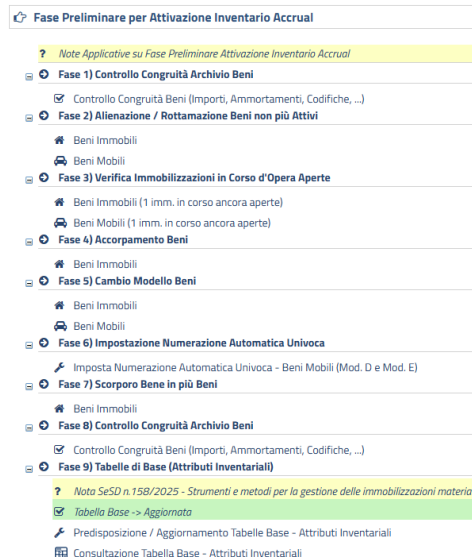 Fase Preliminare per Attivazione Inventario Accrual
? Note Applicative su Fase Preliminare Attivazione Inventario Accrual
Fase 1) Controllo Congruità Archivio Beni
Controllo Congruità Beni (Importi, Ammortamenti, Codifiche, ...)
Fase 2) Alienazione / Rottamazione Beni non più Attivi
Beni Immobili
Beni Mobili
Fase 3) Verifica Immobilizzazioni in Corso d'Opera Aperte
Beni Immobili (1 imm. in corso ancora aperte)
Beni Mobili (1 imm. in corso ancora aperte)
Fase 4) Accorpamento Beni
Beni Immobili
Fase 5) Cambio Modello Beni
Beni Immobili
Beni Mobili
Fase 6) Impostazione Numerazione Automatica Univoca
Imposta Numerazione Automatica Univoca - Beni Mobili (Mod. D e Mod. E)
Fase 7) Scorporo Bene in più Beni
Beni Immobili
Fase 8) Controllo Congruità Archivio Beni
Controllo Congruità Beni (Importi, Ammortamenti, Codifiche, ...)
Fase 9) Tabelle di Base (Attributi Inventariali)
? Nota SeSD n.158/2025 - Strumenti e metodi per la gestione delle immobilizzazioni materia
Tabella Base -> Aggiornata
Predisposizione / Aggiornamento Tabelle Base - Attributi Inventariali
Consultazione Tabella Base - Attributi Inventariali